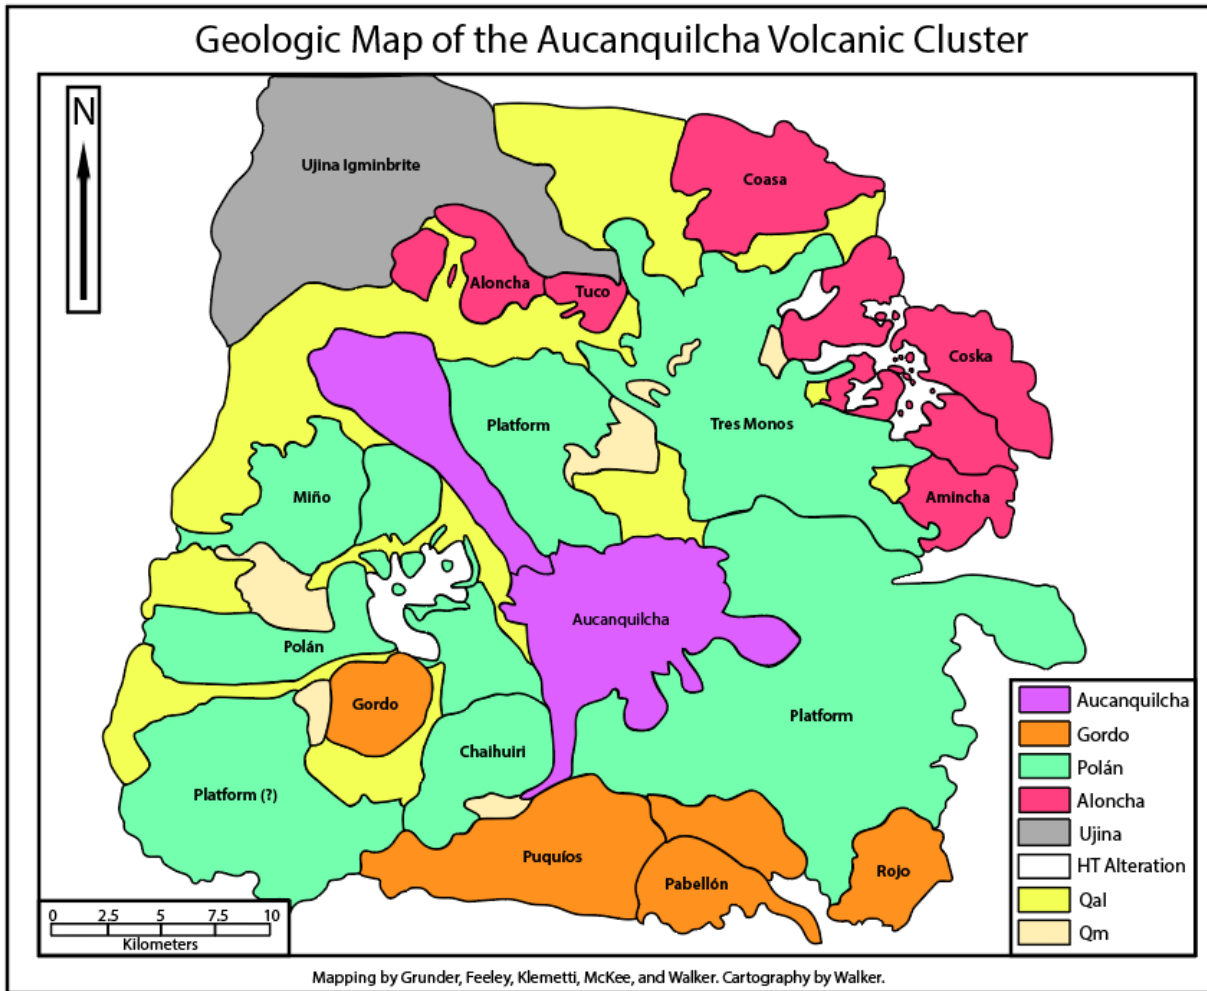 Geologic Map of the Aucanquilcha Volcanic Cluster
N
Ujina Igminbrite
Coasa
Aloncha
Tuco
Coska
Platform
Tres Monos
Miño
Amincha
Aucanquilcha
Polán
Gordo
Platform
Chaihuiri
Platform (?)
Puquíos
Pabellón
Rojo
Aucanquilcha
Gordo
Polán
Aloncha
Ujina
HT Alteration
Qal
Qm
0 2.5 5 7.5 10
Kilometers
Mapping by Grunder, Feeley, Klemetti, McKee, and Walker. Cartography by Walker.